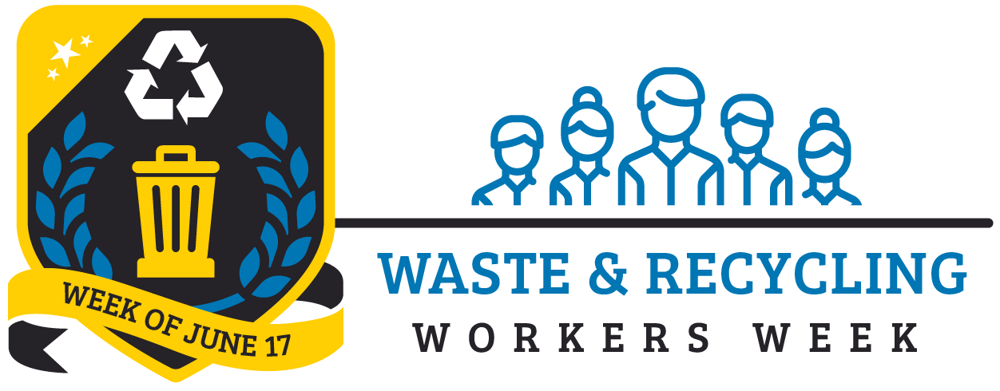 WEEK OF JUNE 17
WASTE & RECYCLING
WORKERS WEEK